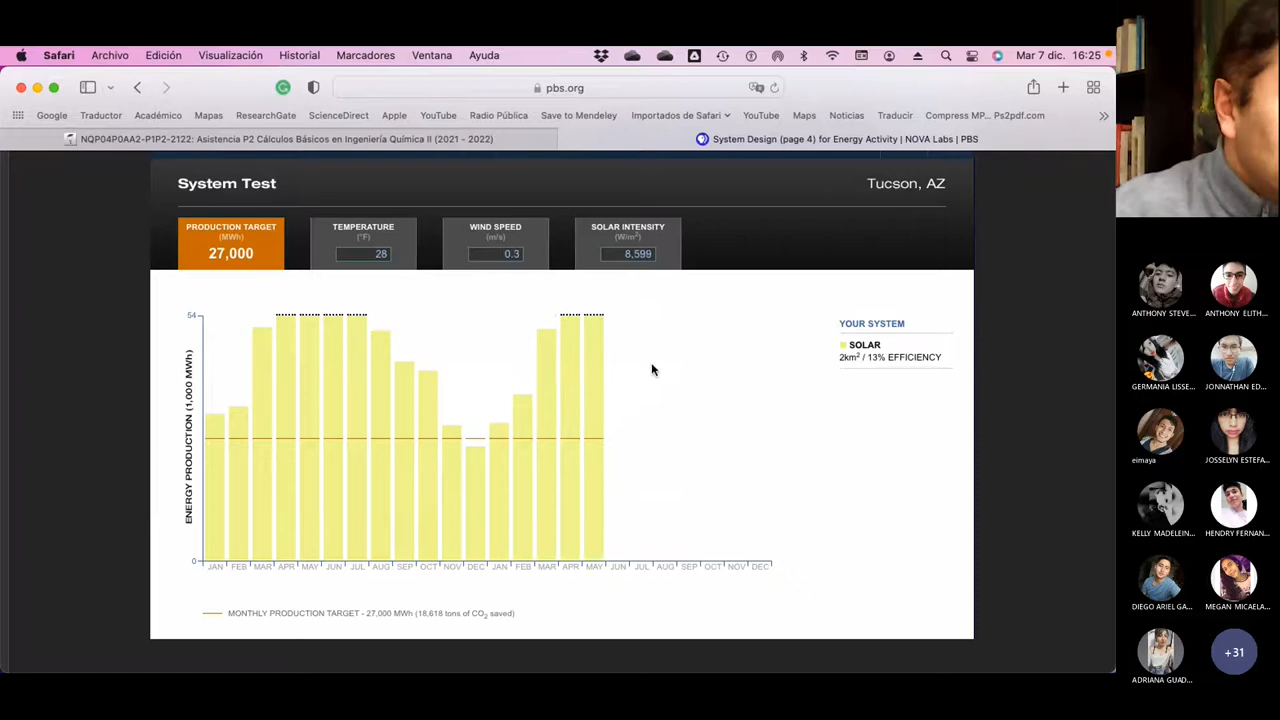 Safari Archivo Edición Visualización Historial Marcadores Ventana Ayuda Mar 7 dic. 16:25
pbs.org
Google Traductor Académico Mapas ResearchGate ScienceDirect Apple YouTube Radio Pública Save to Mendeley Importados de Safari YouTube Maps Noticias Traducir Compress MP... Ps2pdf.com
NQP04P0AA2-P1P2-2122: Asistencia P2 Cálculos Básicos en Ingeniería Química II (2021 - 2022)
System Design (page 4) for Energy Activity | NOVA Labs | PBS
System Test
Tucson, AZ
PRODUCTION TARGET
(MWh)
27,000
TEMPERATURE
(°F)
28
WIND SPEED
(m/s)
0.3
SOLAR INTENSITY
(W/m²)
8,599
ENERGY PRODUCTION (1,000 MWh)
54
0
JAN FEB MAR APR MAY JUN JUL AUG SEP OCT NOV DEC JAN FEB MAR APR MAY JUN JUL AUG SEP OCT NOV DEC
MONTHLY PRODUCTION TARGET - 27,000 MWh (18,618 tons of CO₂ saved)
YOUR SYSTEM
SOLAR
2km² / 13% EFFICIENCY
ANTHONY STEVE...
ANTHONY ELITH...
GERMANIA LISSE...
JONNATHAN ED...
eimaya
JOSSELYN ESTEFA...
KELLY MADELEIN...
HENDRY FERNAN...
DIEGO ARIEL GA...
MEGAN MICAELA...
ADRIANA GUAD...
+31